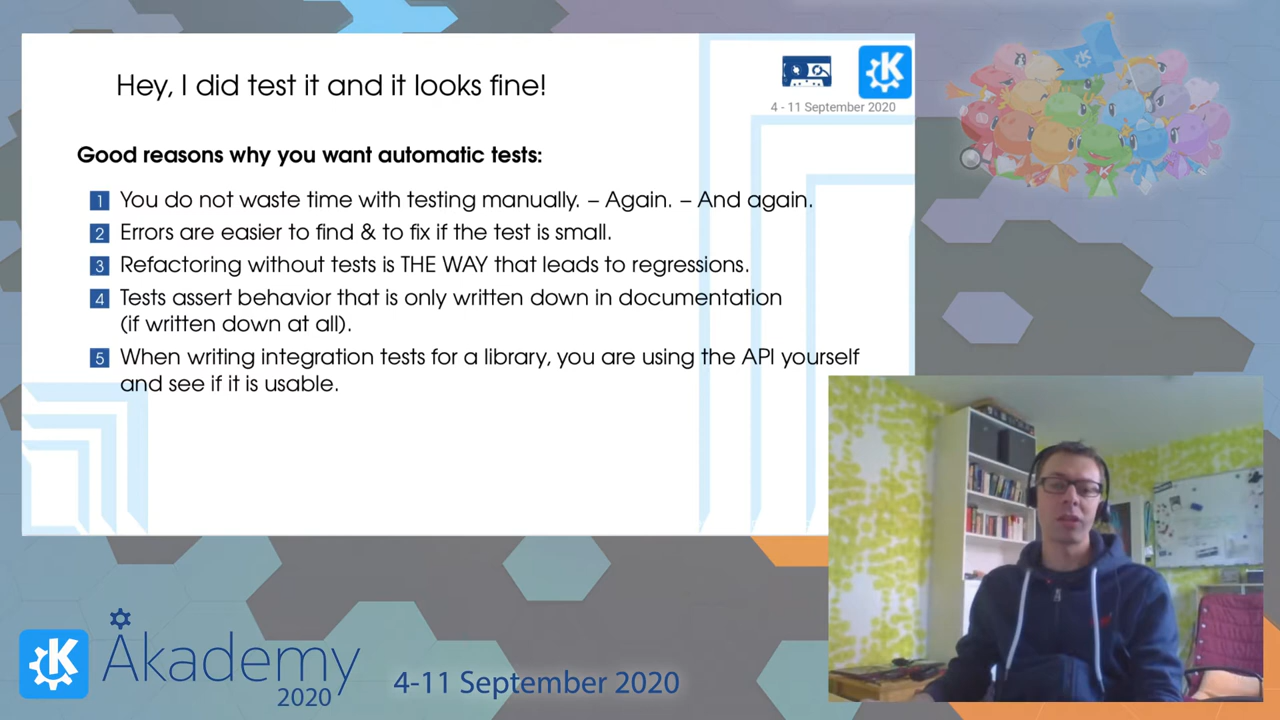 Hey, I did test it and it looks fine!
4 - 11 September 2020
Good reasons why you want automatic tests:
1 You do not waste time with testing manually. – Again. – And again.
2 Errors are easier to find & to fix if the test is small.
3 Refactoring without tests is THE WAY that leads to regressions.
4 Tests assert behavior that is only written down in documentation
(if written down at all).
5 When writing integration tests for a library, you are using the API yourself
and see if it is usable.
Akademy
2020
4-11 September 2020